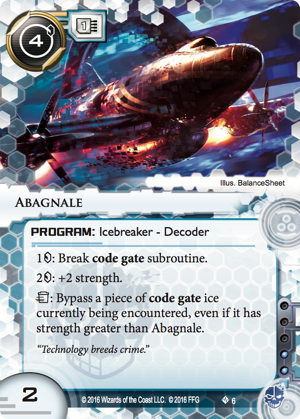 4
1
Illus. BalanceSheet
ABAGNALE
PROGRAM: Icebreaker - Decoder
1: Break code gate subroutine.
2: +2 strength.
: Bypass a piece of code gate ice
currently being encountered, even if it has
strength greater than Abagnale.
“Technology breeds crime.”
2
© 2016 Wizards of the Coast LLC. © 2016 FFG
6